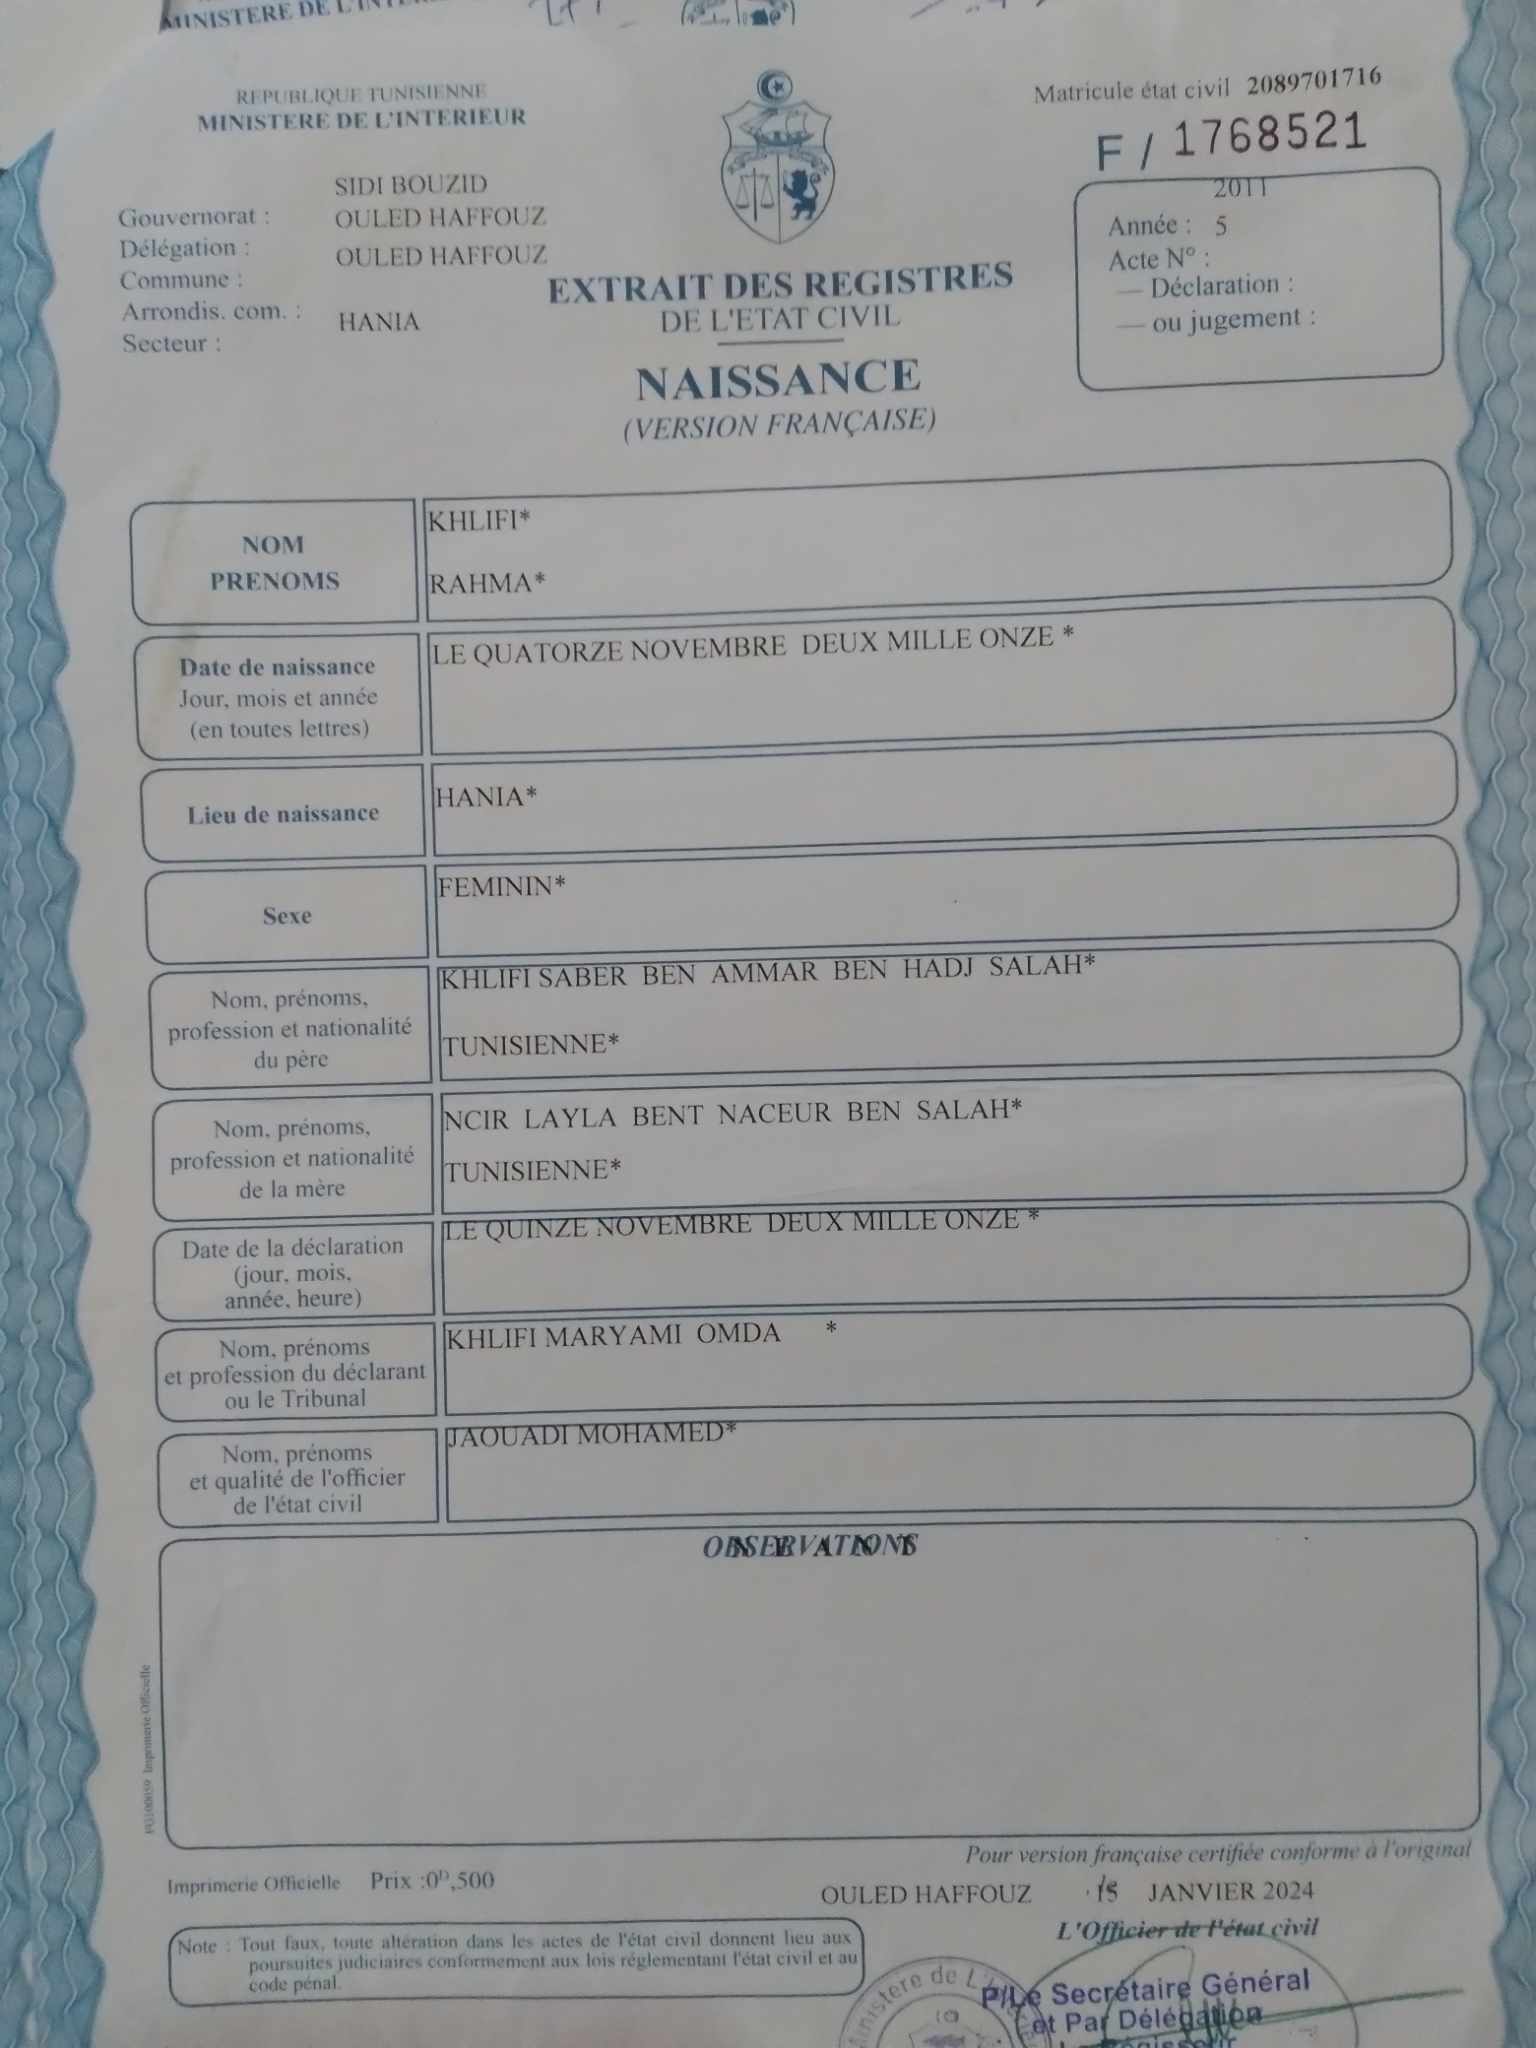 MINISTERE DE L'INTERIEUR
REPUBLIQUE TUNISIENNE
MINISTERE DE L'INTERIEUR
Matricule état civil 2089701716
F / 1768521
SIDI BOUZID
Gouvernorat : OULED HAFFOUZ
Délégation : OULED HAFFOUZ
Commune :
Arrondis. com. : HANIA
Secteur :
2011
Année : 5
Acte N° :
— Déclaration :
— ou jugement :
EXTRAIT DES REGISTRES
DE L'ETAT CIVIL
NAISSANCE
(VERSION FRANÇAISE)
NOM
PRENOMS
KHLIFI*
RAHMA*
Date de naissance
Jour, mois et année
(en toutes lettres)
LE QUATORZE NOVEMBRE DEUX MILLE ONZE *
Lieu de naissance
HANIA*
Sexe
FEMININ*
Nom, prénoms,
profession et nationalité
du père
KHLIFI SABER BEN AMMAR BEN HADJ SALAH*
TUNISIENNE*
Nom, prénoms,
profession et nationalité
de la mère
NCIR LAYLA BENT NACEUR BEN SALAH*
TUNISIENNE*
Date de la déclaration
(jour, mois,
année, heure)
LE QUINZE NOVEMBRE DEUX MILLE ONZE *
Nom, prénoms
et profession du déclarant
ou le Tribunal
KHLIFI MARYAMI OMDA *
Nom, prénoms
et qualité de l'officier
de l'état civil
JAOUADI MOHAMED*
OBSERVATIONS
N E A N T
Imprimerie Officielle
Pour version française certifiée conforme à l'original
Imprimerie Officielle Prix :0D,500
OULED HAFFOUZ 15 JANVIER 2024
L'Officier de l'état civil
Note : Tout faux, toute altération dans les actes de l'état civil donnent lieu aux
poursuites judiciaires conformement aux lois réglementant l'état civil et au
code pénal.
Ministere de L'
P/Le Secrétaire Général
et Par Délégation